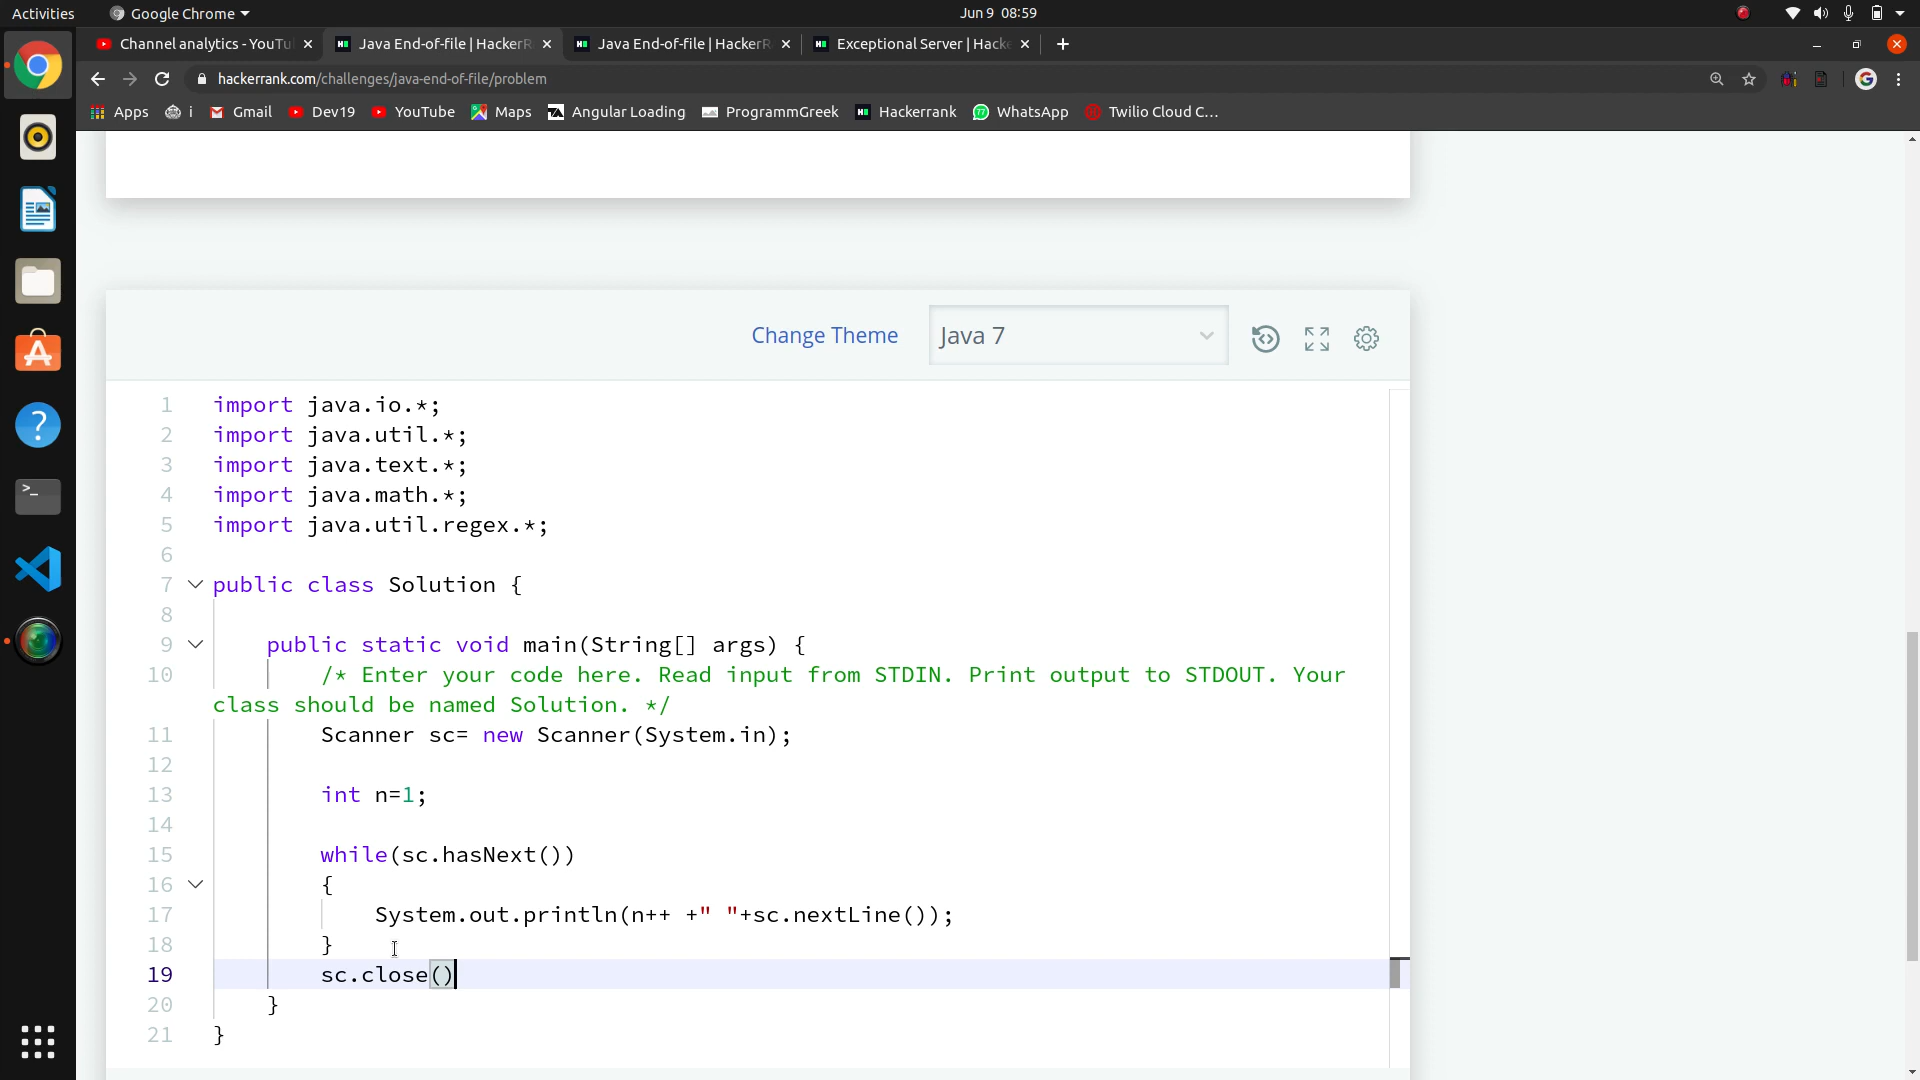 Activities Google Chrome Jun 9 08:59
Channel analytics - YouTu Java End-of-file | HackerR Java End-of-file | HackerR Exceptional Server | Hacke
hackerrank.com/challenges/java-end-of-file/problem
Apps i Gmail Dev19 YouTube Maps Angular Loading ProgrammGreek Hackerrank WhatsApp Twilio Cloud C...
Change Theme Java 7
1 import java.io.*;
2 import java.util.*;
3 import java.text.*;
4 import java.math.*;
5 import java.util.regex.*;
6
7 public class Solution {
8
9 public static void main(String[] args) {
10 /* Enter your code here. Read input from STDIN. Print output to STDOUT. Your
class should be named Solution. */
11 Scanner sc= new Scanner(System.in);
12
13 int n=1;
14
15 while(sc.hasNext())
16 {
17 System.out.println(n++ +" "+sc.nextLine());
18 }
19 sc.close()
20 }
21 }